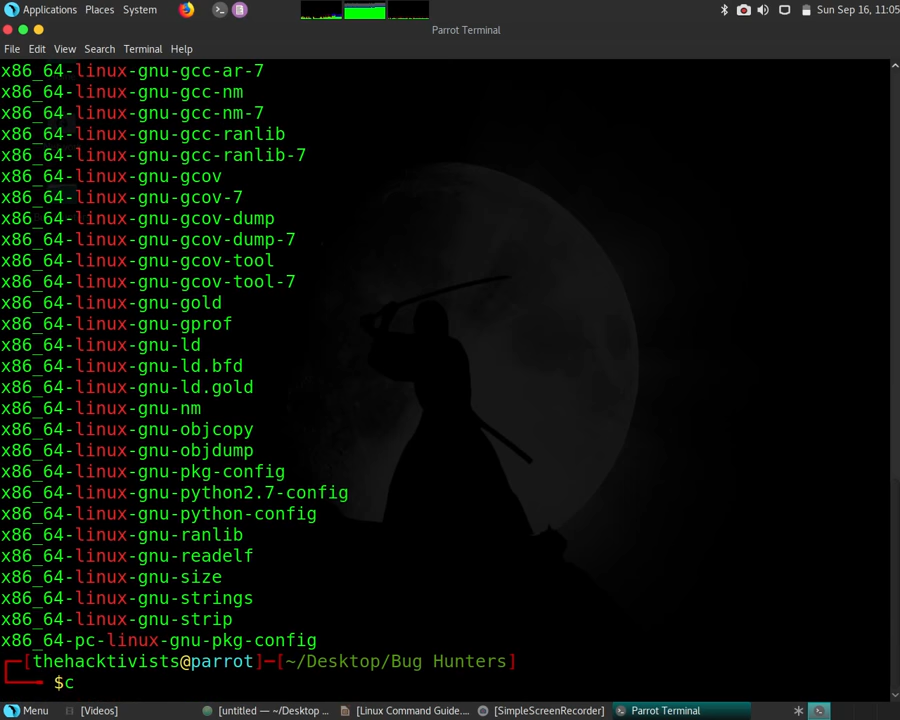 Applications Places System Sun Sep 16, 11:05
Parrot Terminal
File Edit View Search Terminal Help
x86_64-linux-gnu-gcc-ar-7
x86_64-linux-gnu-gcc-nm
x86_64-linux-gnu-gcc-nm-7
x86_64-linux-gnu-gcc-ranlib
x86_64-linux-gnu-gcc-ranlib-7
x86_64-linux-gnu-gcov
x86_64-linux-gnu-gcov-7
x86_64-linux-gnu-gcov-dump
x86_64-linux-gnu-gcov-dump-7
x86_64-linux-gnu-gcov-tool
x86_64-linux-gnu-gcov-tool-7
x86_64-linux-gnu-gold
x86_64-linux-gnu-gprof
x86_64-linux-gnu-ld
x86_64-linux-gnu-ld.bfd
x86_64-linux-gnu-ld.gold
x86_64-linux-gnu-nm
x86_64-linux-gnu-objcopy
x86_64-linux-gnu-objdump
x86_64-linux-gnu-pkg-config
x86_64-linux-gnu-python2.7-config
x86_64-linux-gnu-python-config
x86_64-linux-gnu-ranlib
x86_64-linux-gnu-readelf
x86_64-linux-gnu-size
x86_64-linux-gnu-strings
x86_64-linux-gnu-strip
x86_64-pc-linux-gnu-pkg-config
┌─[thehacktivists@parrot]─[~/Desktop/Bug Hunters]
└──╼ $c
Menu [Videos] [untitled — ~/Desktop ... [Linux Command Guide.... [SimpleScreenRecorder] Parrot Terminal